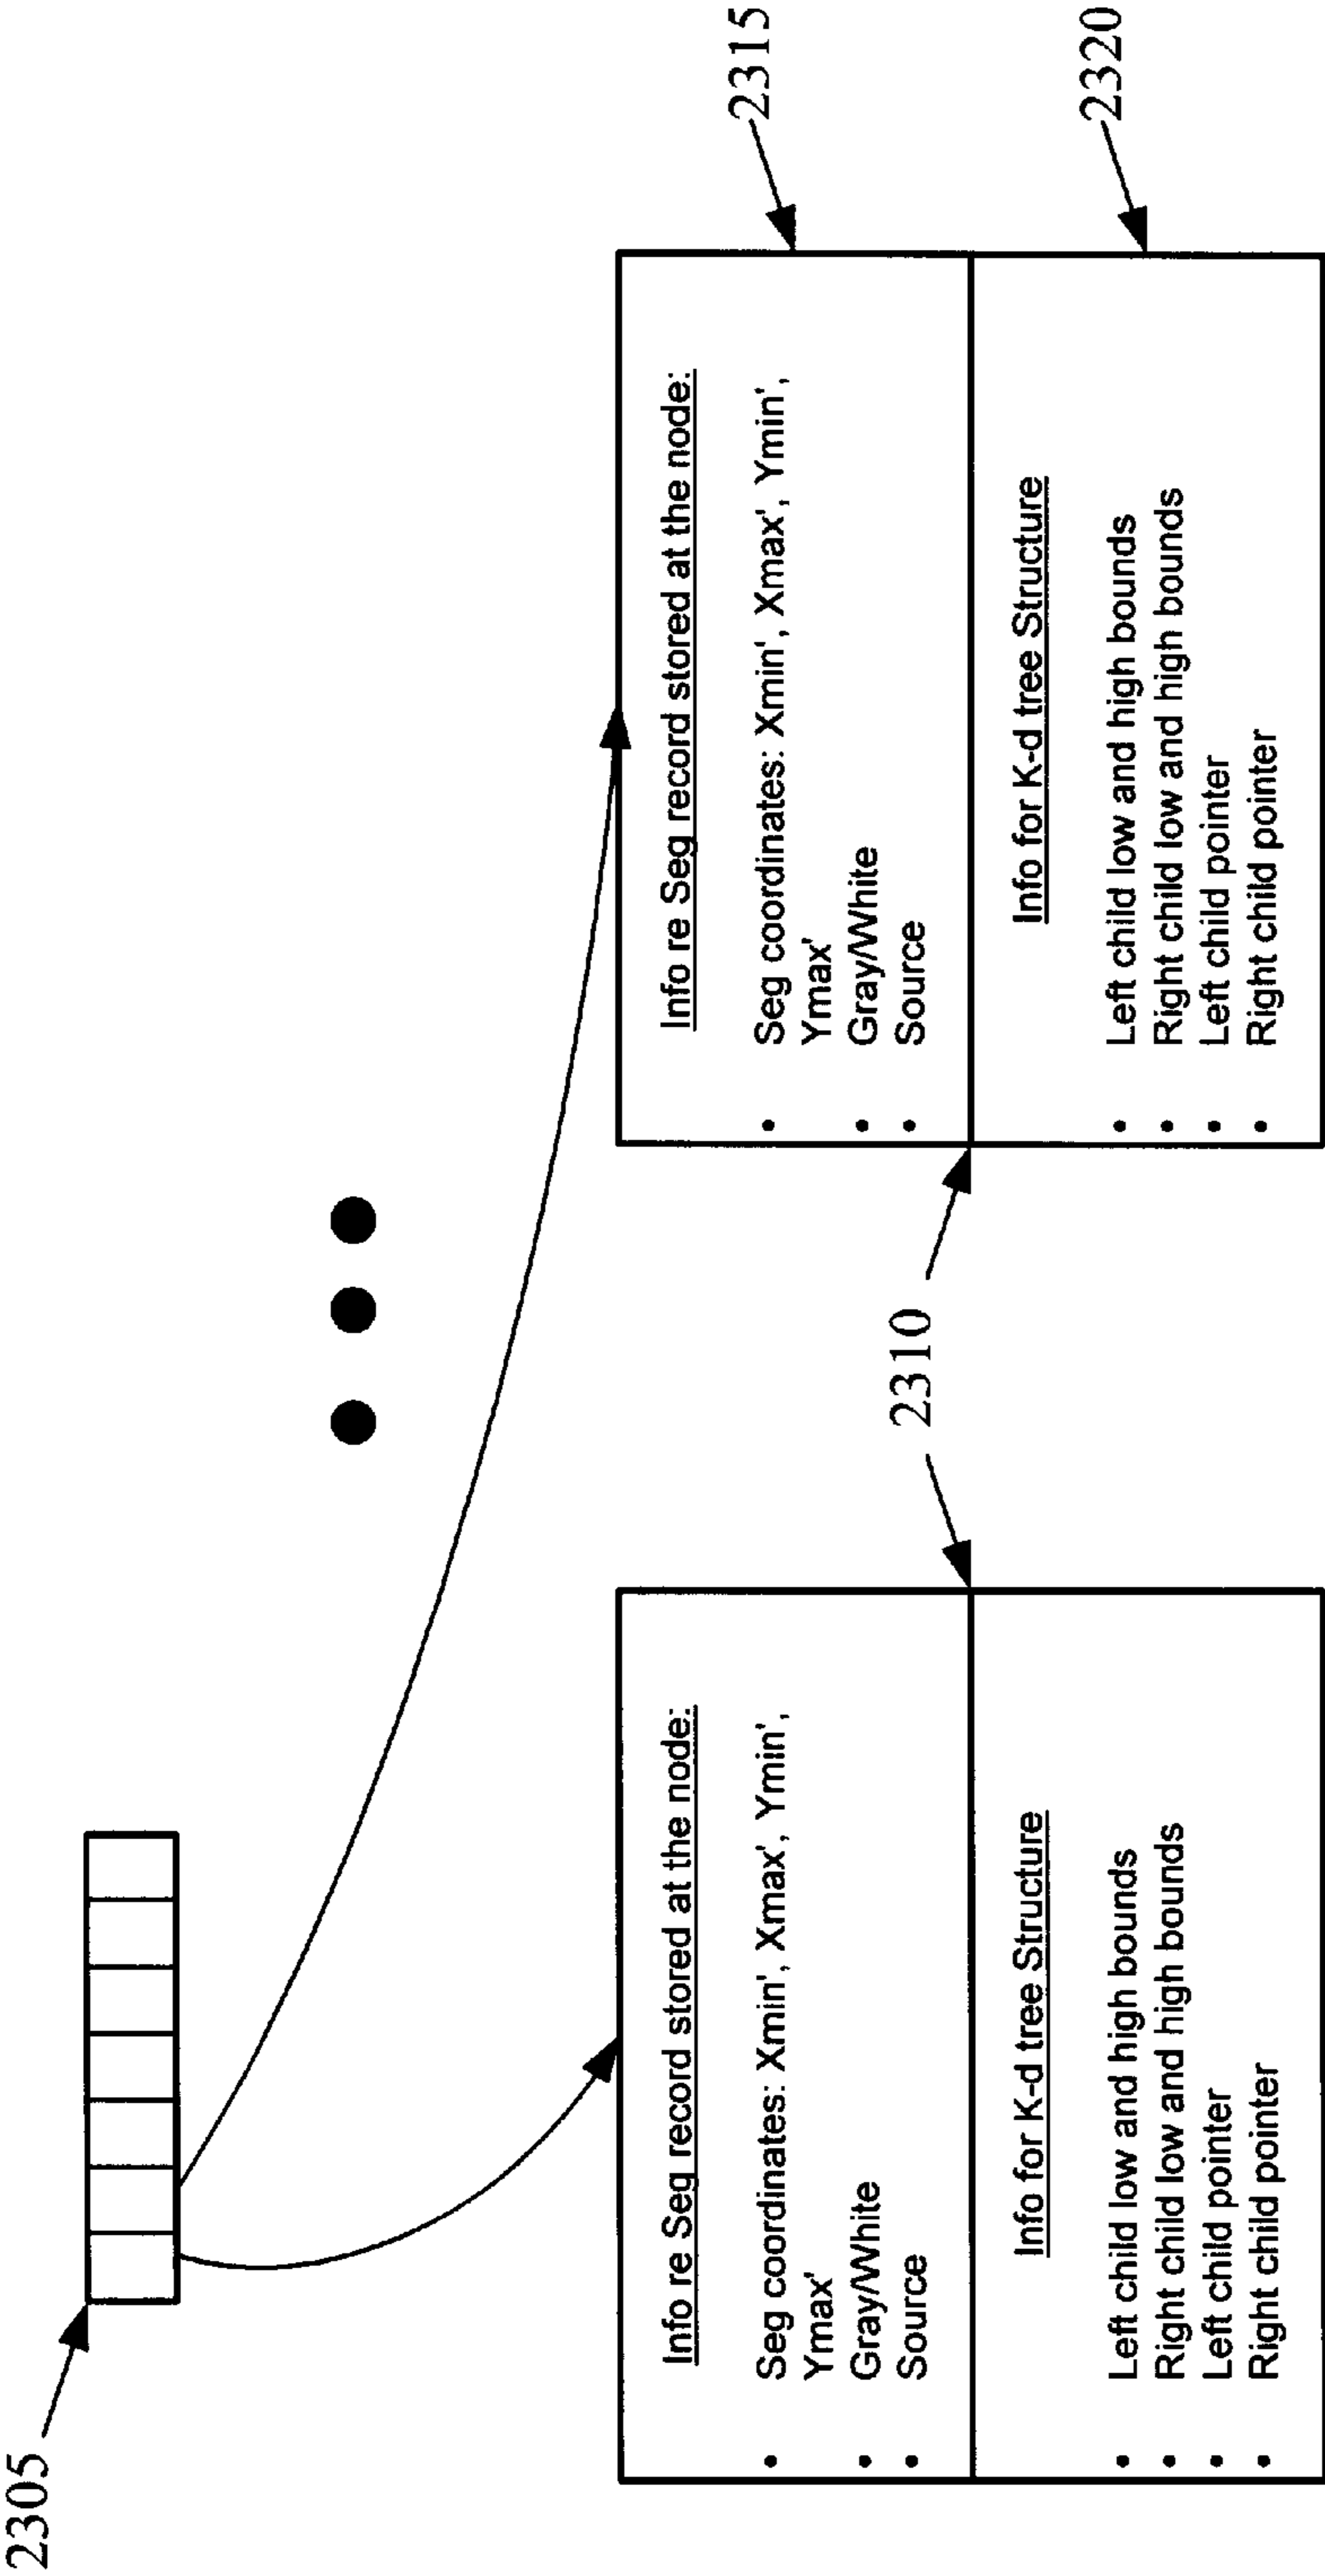 2305
Info re Seg record stored at the node:
• Seg coordinates: Xmin', Xmax', Ymin',
Ymax'
• Gray/White
• Source
Info for K-d tree Structure
• Left child low and high bounds
• Right child low and high bounds
• Left child pointer
• Right child pointer
2310
Info re Seg record stored at the node:
• Seg coordinates: Xmin', Xmax', Ymin',
Ymax'
• Gray/White
• Source
Info for K-d tree Structure
• Left child low and high bounds
• Right child low and high bounds
• Left child pointer
• Right child pointer
2315
2320